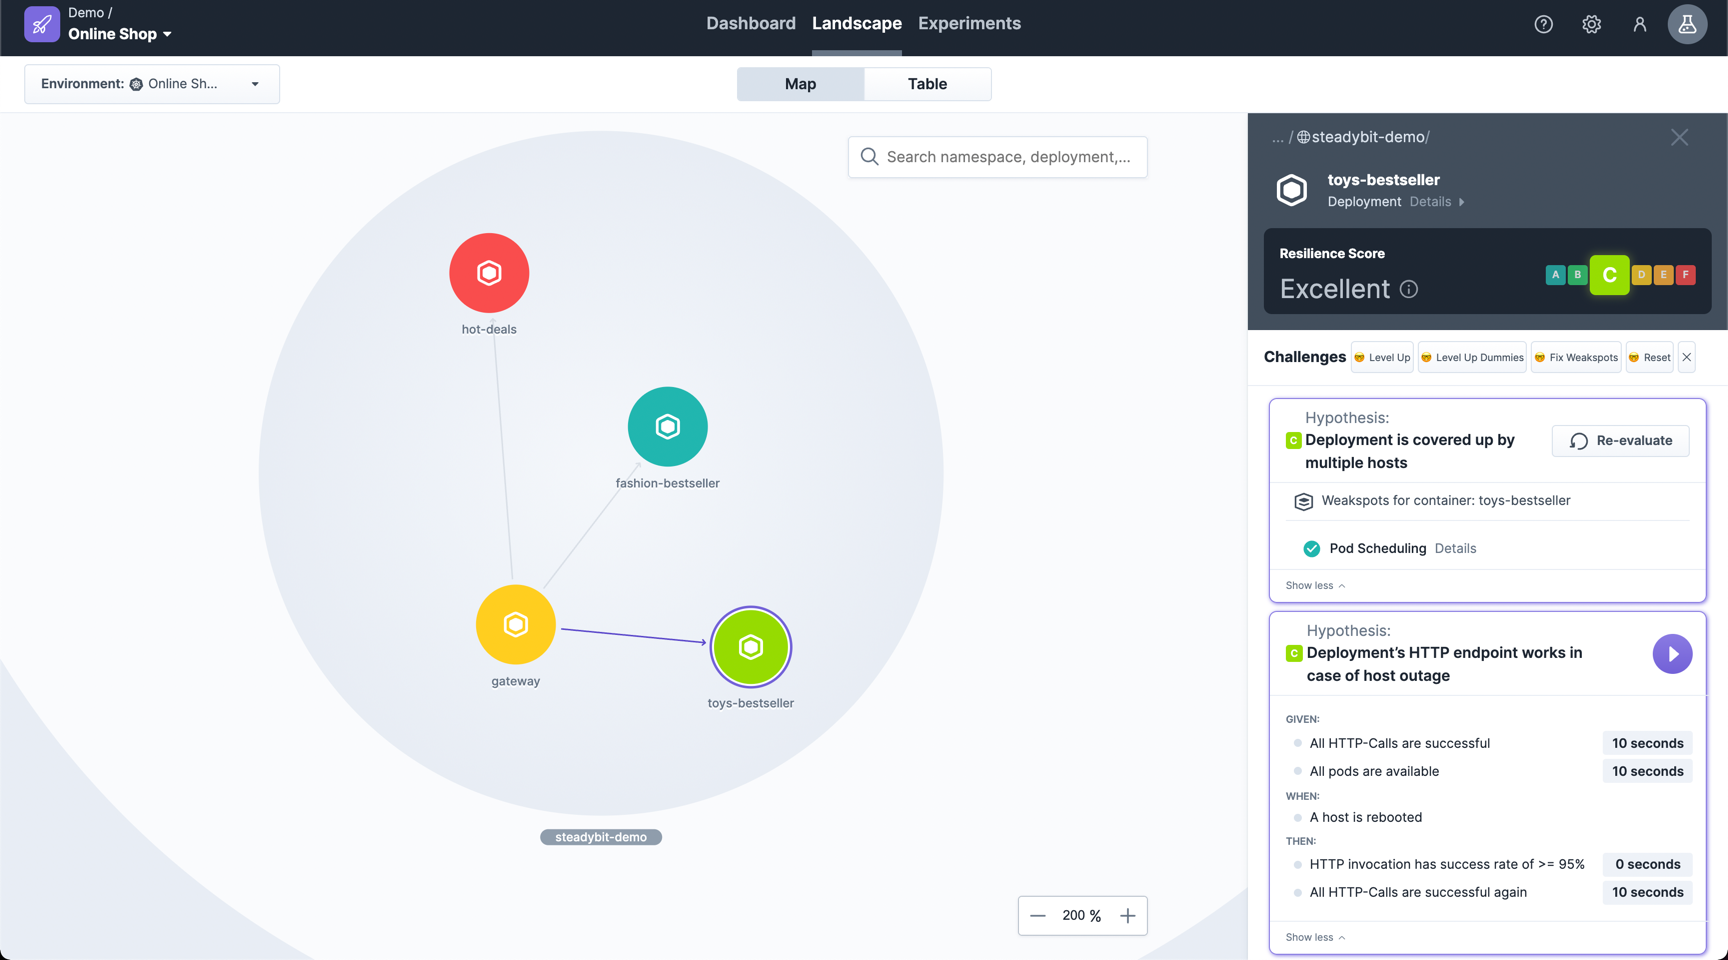 Demo /
Online Shop
Dashboard Landscape Experiments
Environment: Online Sh...
Map Table
Search namespace, deployment,...
hot-deals
fashion-bestseller
gateway
toys-bestseller
steadybit-demo
200 %
... / steadybit-demo/
toys-bestseller
Deployment Details
Resilience Score
Excellent
A B C D E F
Challenges Level Up Level Up Dummies Fix Weakspots Reset
Hypothesis:
C Deployment is covered up by
multiple hosts
Re-evaluate
Weakspots for container: toys-bestseller
Pod Scheduling Details
Show less
Hypothesis:
C Deployment’s HTTP endpoint works in
case of host outage
GIVEN:
All HTTP-Calls are successful 10 seconds
All pods are available 10 seconds
WHEN:
A host is rebooted
THEN:
HTTP invocation has success rate of >= 95% 0 seconds
All HTTP-Calls are successful again 10 seconds
Show less